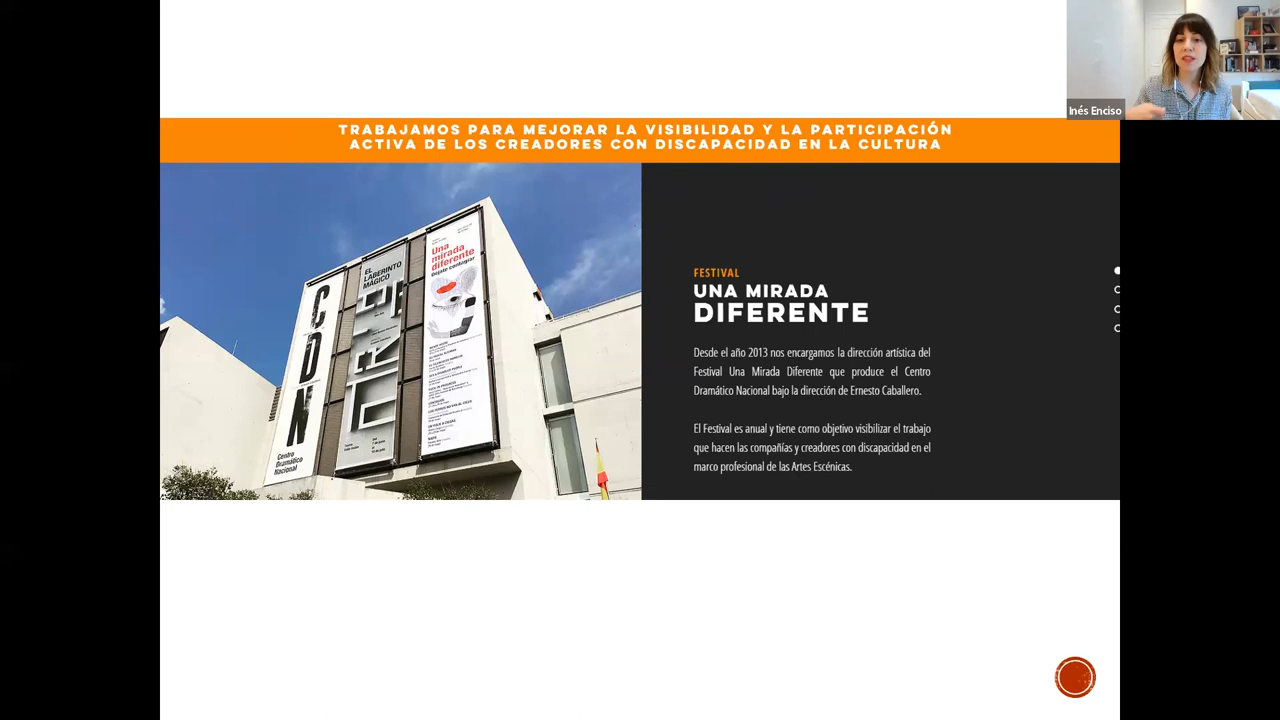 Inés Enciso
TRABAJAMOS PARA MEJORAR LA VISIBILIDAD Y LA PARTICIPACIÓN
ACTIVA DE LOS CREADORES CON DISCAPACIDAD EN LA CULTURA
CDN
Centro
Dramático
Nacional
EL
LABERINTO
MÁGICO
Una
mirada
diferente
Déjate contagiar
FESTIVAL
UNA MIRADA
DIFERENTE
Desde el año 2013 nos encargamos la dirección artística del
Festival Una Mirada Diferente que produce el Centro
Dramático Nacional bajo la dirección de Ernesto Caballero.
El Festival es anual y tiene como objetivo visibilizar el trabajo
que hacen las compañías y creadores con discapacidad en el
marco profesional de las Artes Escénicas.